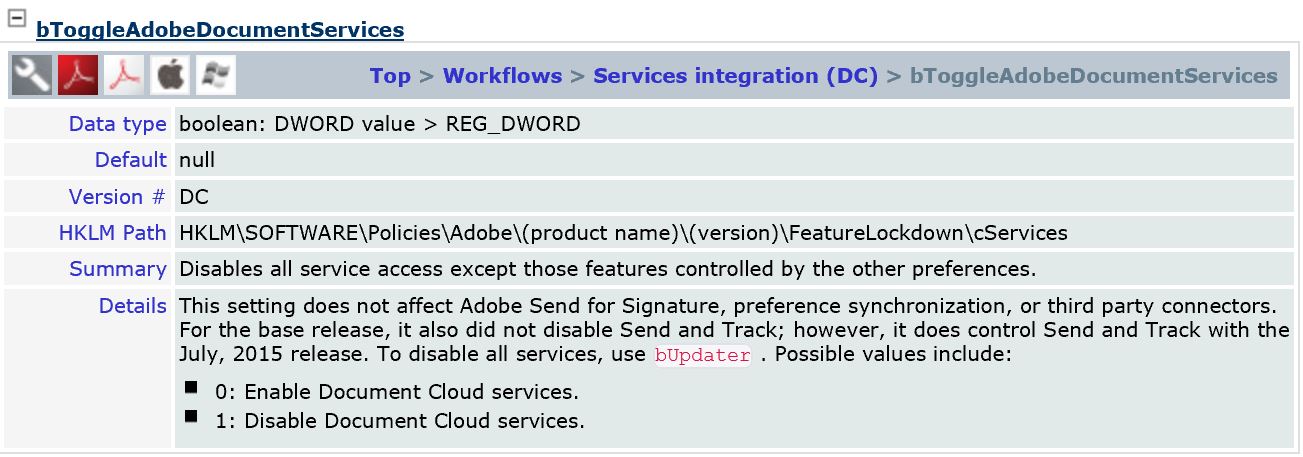 bToggleAdobeDocumentServices
Top > Workflows > Services integration (DC) > bToggleAdobeDocumentServices
Data type boolean: DWORD value > REG_DWORD
Default null
Version # DC
HKLM Path HKLM\SOFTWARE\Policies\Adobe\(product name)\(version)\FeatureLockdown\cServices
Summary Disables all service access except those features controlled by the other preferences.
Details This setting does not affect Adobe Send for Signature, preference synchronization, or third party connectors.
For the base release, it also did not disable Send and Track; however, it does control Send and Track with the
July, 2015 release. To disable all services, use bUpdater . Possible values include:
■ 0: Enable Document Cloud services.
■ 1: Disable Document Cloud services.